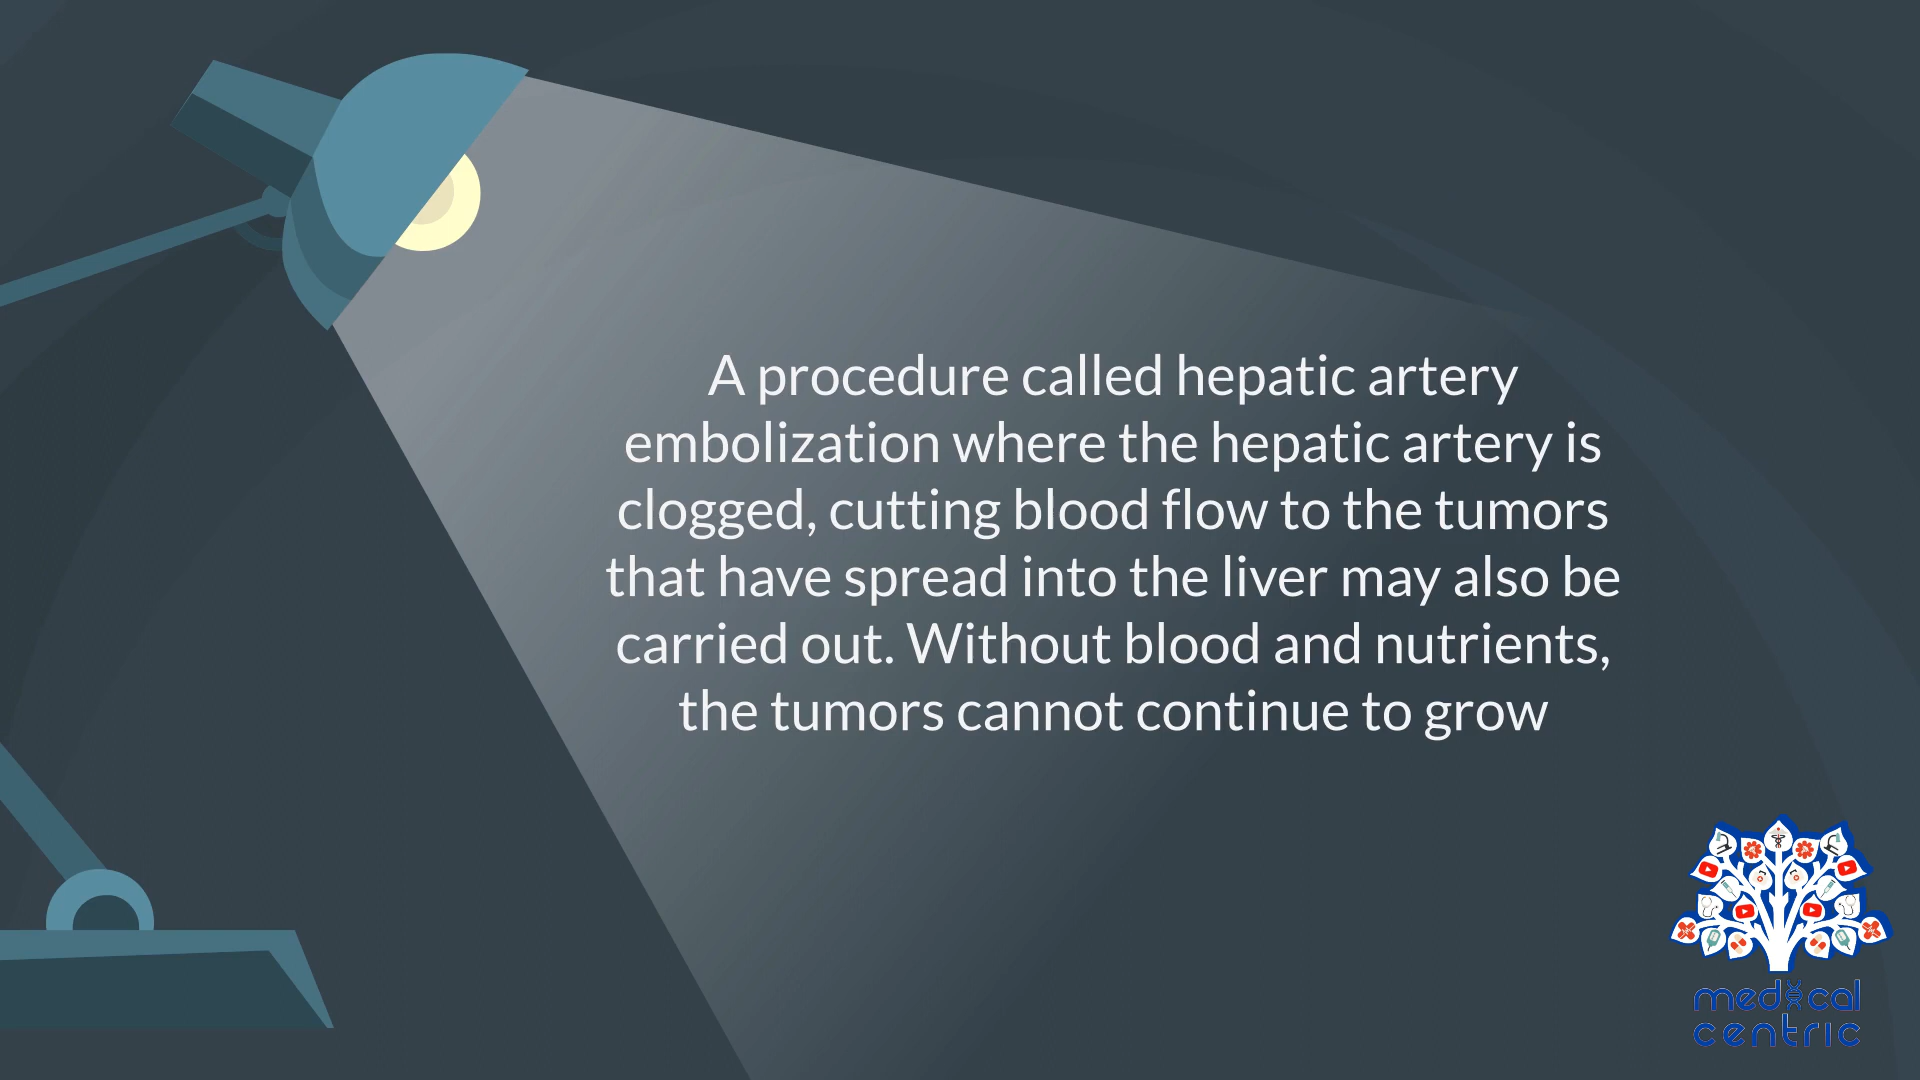 A procedure called hepatic artery
embolization where the hepatic artery is
clogged, cutting blood flow to the tumors
that have spread into the liver may also be
carried out. Without blood and nutrients,
the tumors cannot continue to grow
medical
centric